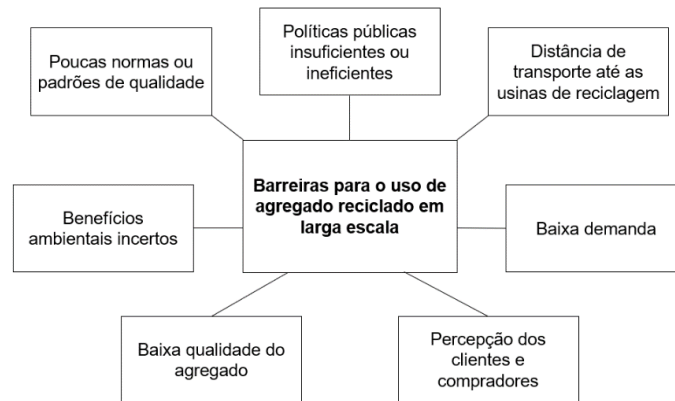 Políticas públicas
insuficientes ou
ineficientes
Poucas normas ou
padrões de qualidade
Distância de
transporte até as
usinas de reciclagem
Barreiras para o uso de
agregado reciclado em
larga escala
Benefícios
ambientais incertos
Baixa demanda
Baixa qualidade do
agregado
Percepção dos
clientes e
compradores